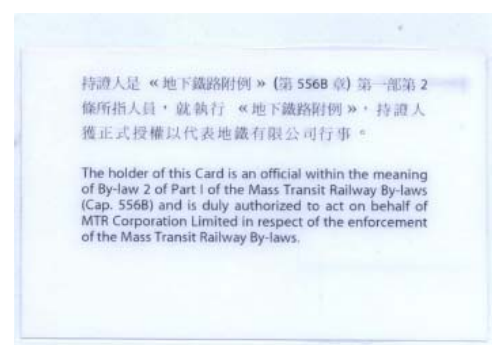 持證人是 «地下鐵路附例» (第 556B 章) 第一部第 2
條所指人員，就執行 «地下鐵路附例»，持證人
獲正式授權以代表地鐵有限公司行事。
The holder of this Card is an official within the meaning
of By-law 2 of Part I of the Mass Transit Railway By-laws
(Cap. 556B) and is duly authorized to act on behalf of
MTR Corporation Limited in respect of the enforcement
of the Mass Transit Railway By-laws.